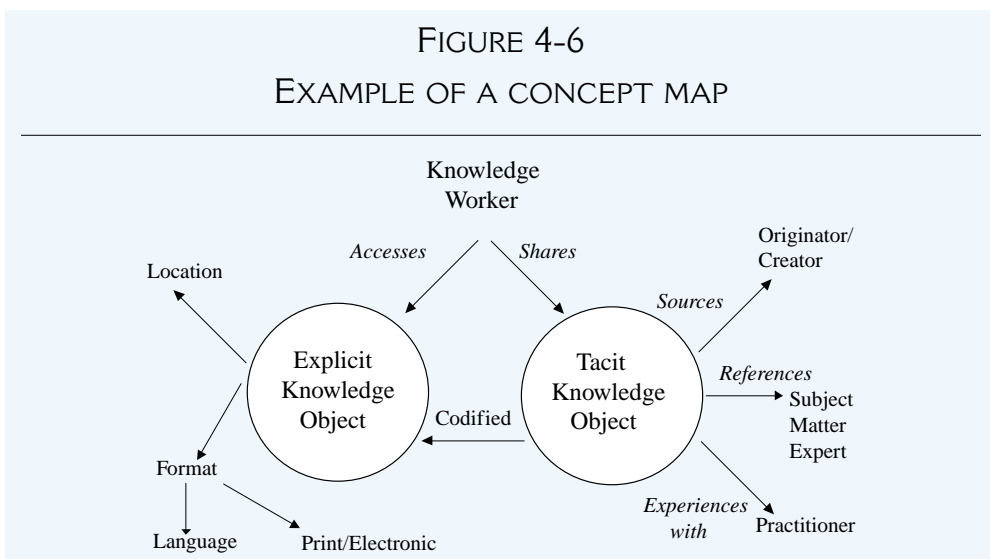 FIGURE 4-6
EXAMPLE OF A CONCEPT MAP
Knowledge
Worker
Accesses
Shares
Originator/
Creator
Location
Sources
Explicit
Knowledge
Object
Tacit
Knowledge
Object
References
Subject
Matter
Expert
Codified
Format
Experiences
with
Practitioner
Language
Print/Electronic